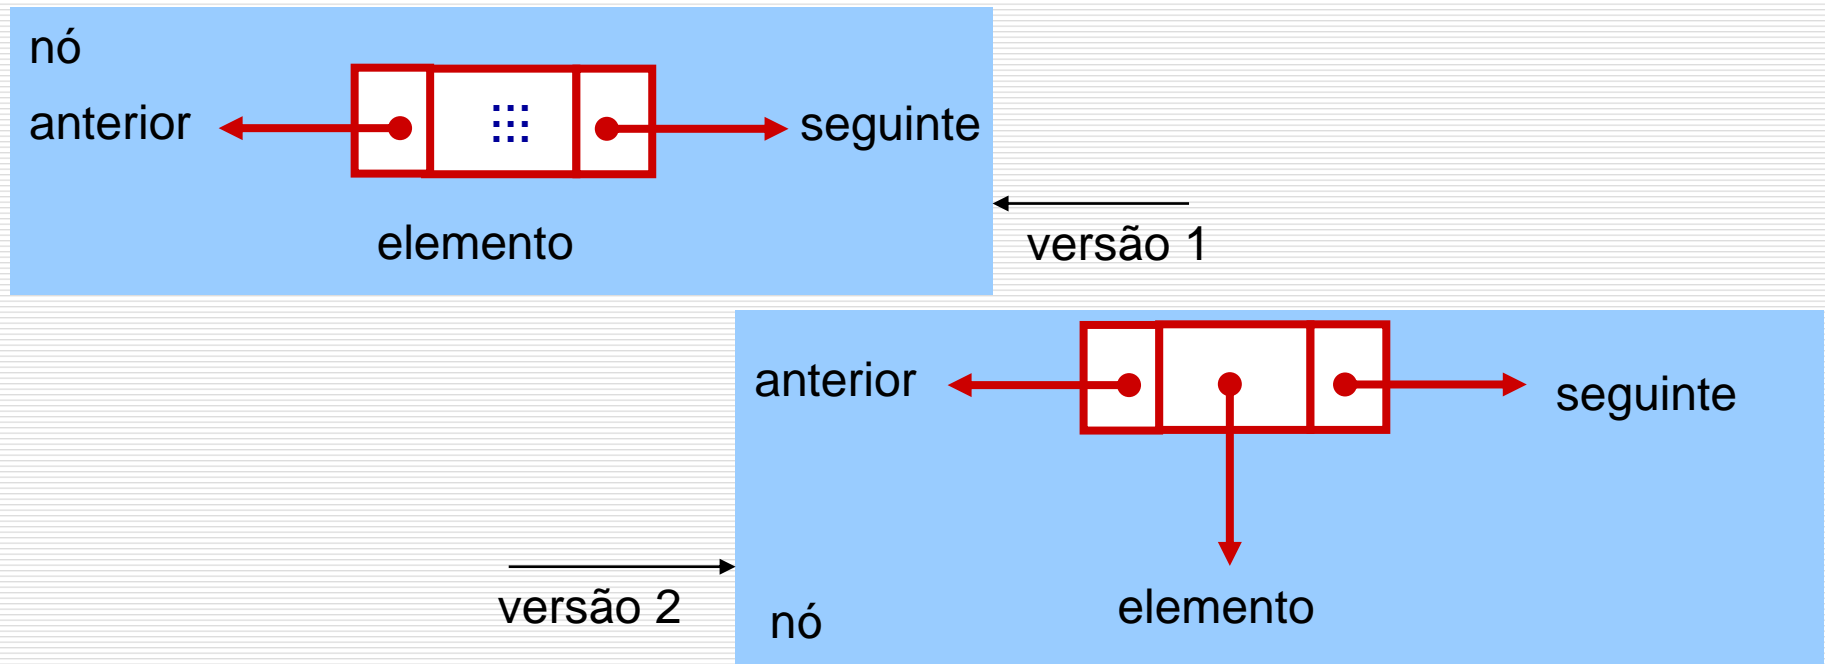 nó
anterior
seguinte
elemento
versão 1
anterior
seguinte
versão 2
nó
elemento